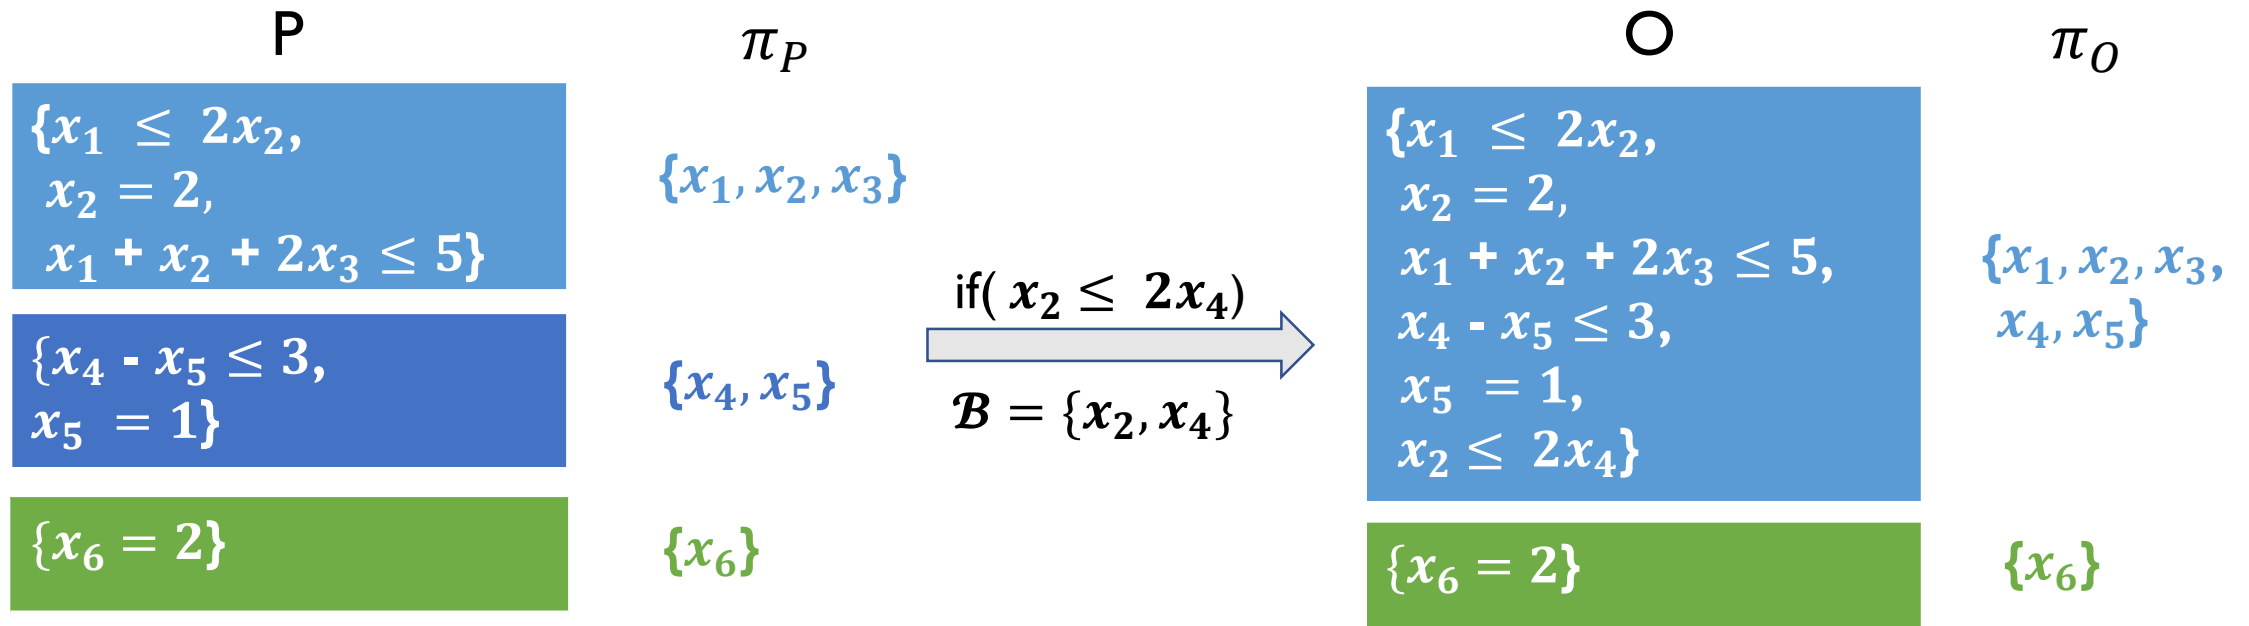 P
π_P
O
π_O
{x₁ ≤ 2x₂,
x₂ = 2,
x₁ + x₂ + 2x₃ ≤ 5}
{x₁, x₂, x₃}
{x₄ - x₅ ≤ 3,
x₅ = 1}
{x₄, x₅}
{x₆ = 2}
{x₆}
if( x₂ ≤ 2x₄)
ℬ = {x₂, x₄}
{x₁ ≤ 2x₂,
x₂ = 2,
x₁ + x₂ + 2x₃ ≤ 5,
x₄ - x₅ ≤ 3,
x₅ = 1,
x₂ ≤ 2x₄}
{x₁, x₂, x₃,
x₄, x₅}
{x₆ = 2}
{x₆}